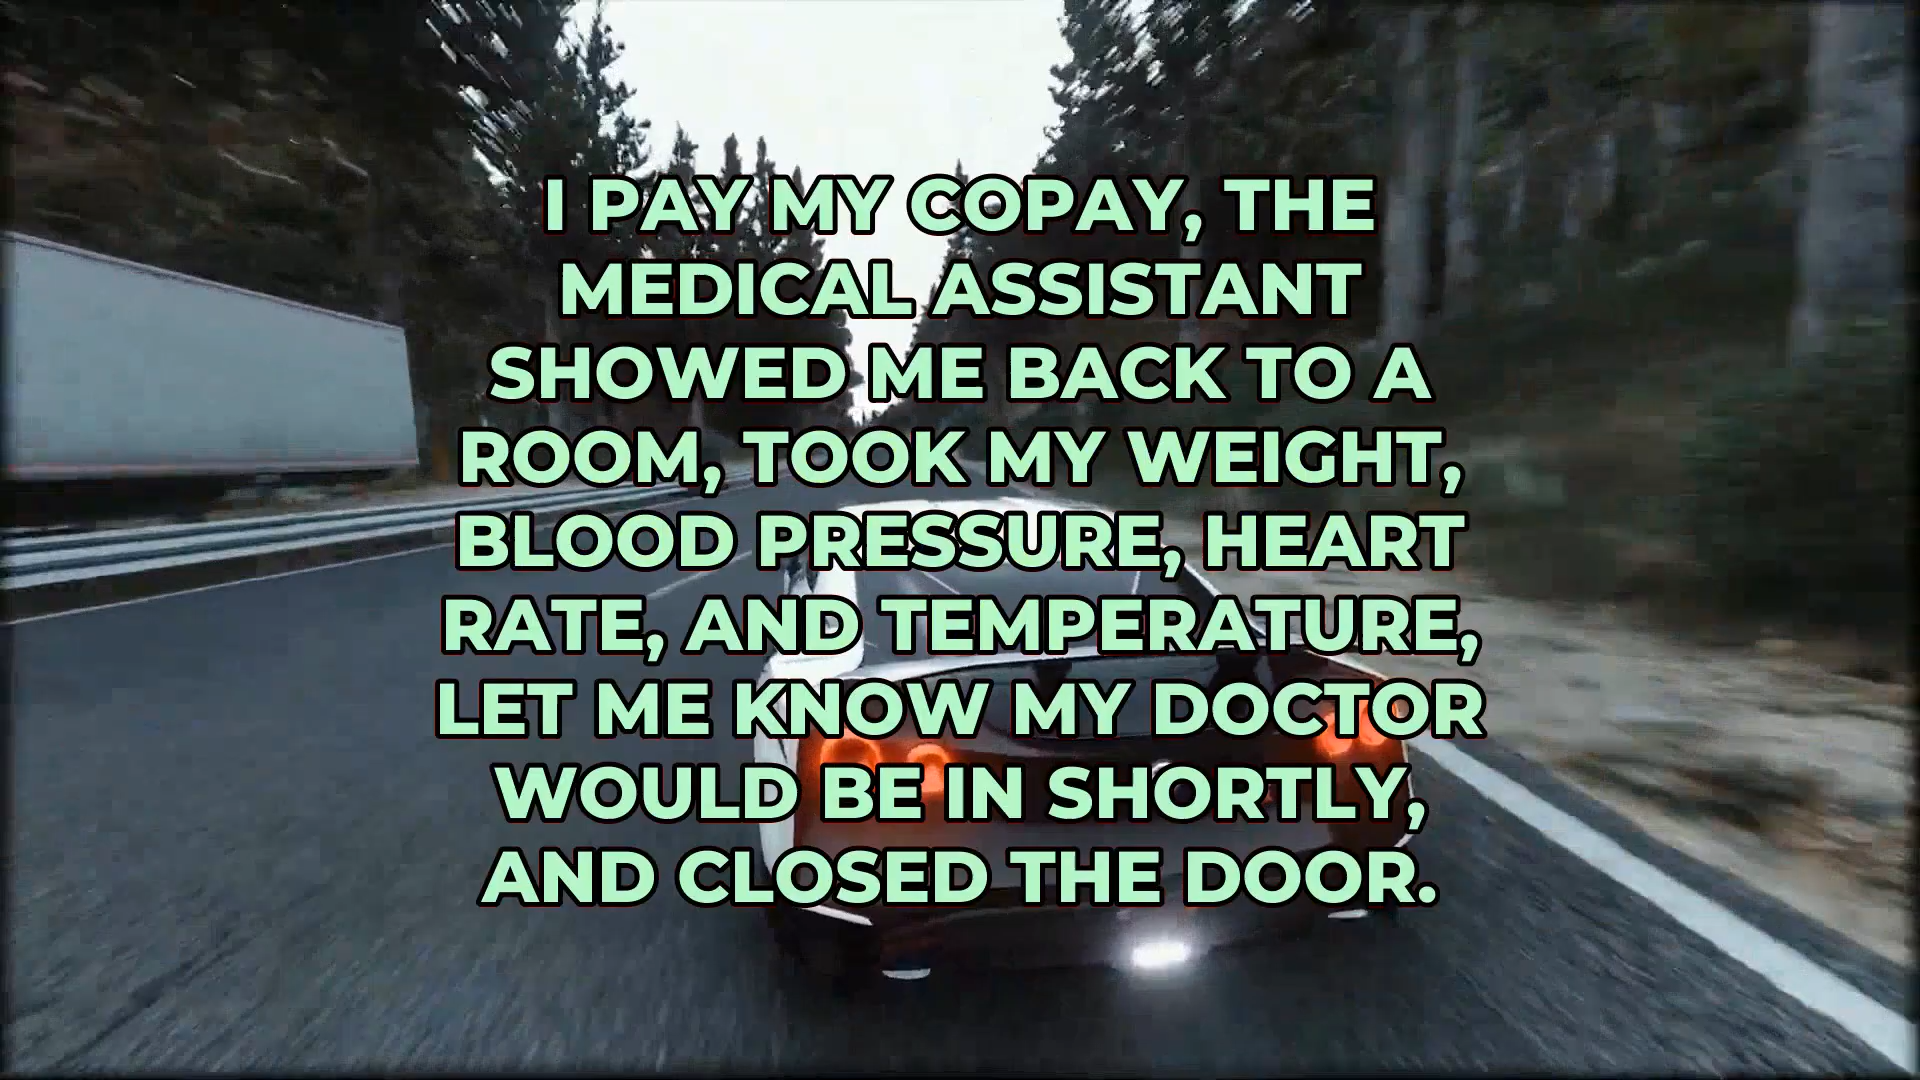 I PAY MY COPAY, THE
MEDICAL ASSISTANT
SHOWED ME BACK TO A
ROOM, TOOK MY WEIGHT,
BLOOD PRESSURE, HEART
RATE, AND TEMPERATURE,
LET ME KNOW MY DOCTOR
WOULD BE IN SHORTLY,
AND CLOSED THE DOOR.